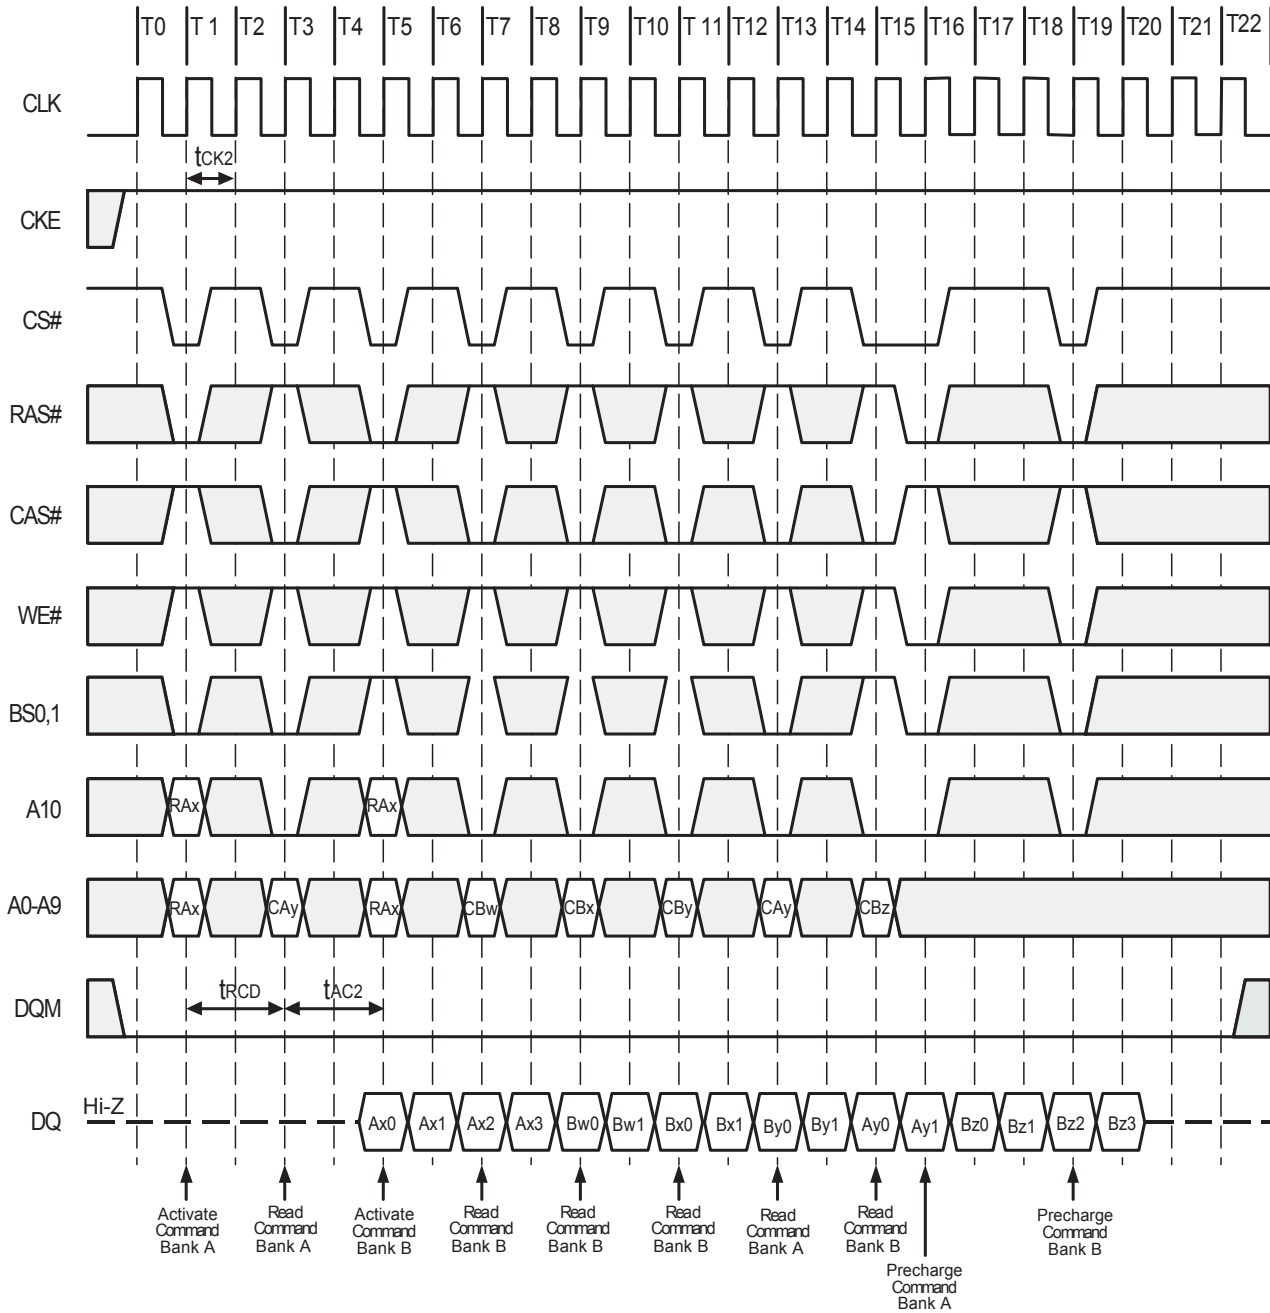 T0 T 1 T2 T3 T4 T5 T6 T7 T8 T9 T10 T 11 T12 T13 T14 T15 T16 T17 T18 T19 T20 T21 T22
CLK
tCK2
CKE
CS#
RAS#
CAS#
WE#
BS0,1
A10 RAx RAx
A0-A9 RAx CAy RAx CBw CBx CBy CAy CBz
DQM tRCD tAC2
Hi-Z
DQ Ax0 Ax1 Ax2 Ax3 Bw0 Bw1 Bx0 Bx1 By0 By1 Ay0 Ay1 Bz0 Bz1 Bz2 Bz3
Activate
Command
Bank A
Read
Command
Bank A
Activate
Command
Bank B
Read
Command
Bank B
Read
Command
Bank B
Read
Command
Bank B
Read
Command
Bank A
Read
Command
Bank B
Precharge
Command
Bank A
Precharge
Command
Bank B